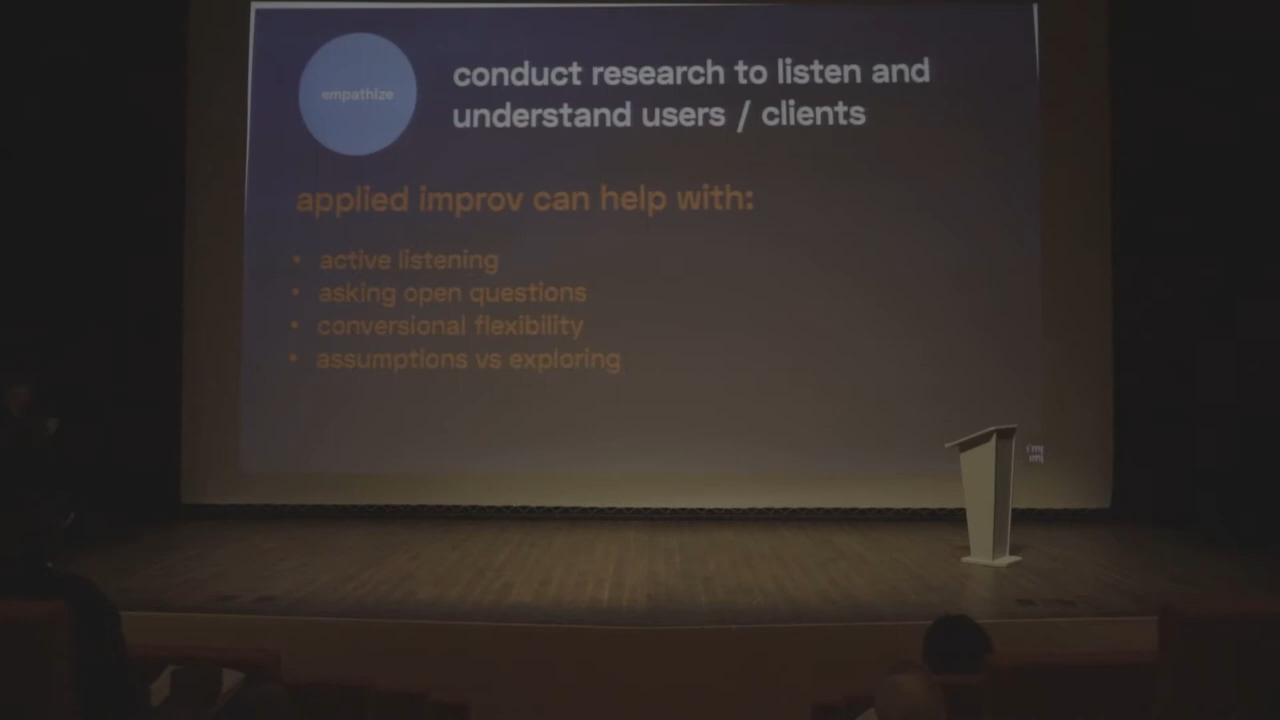 empathize
conduct research to listen and
understand users / clients
applied improv can help with:
• active listening
• asking open questions
• conversional flexibility
• assumptions vs exploring